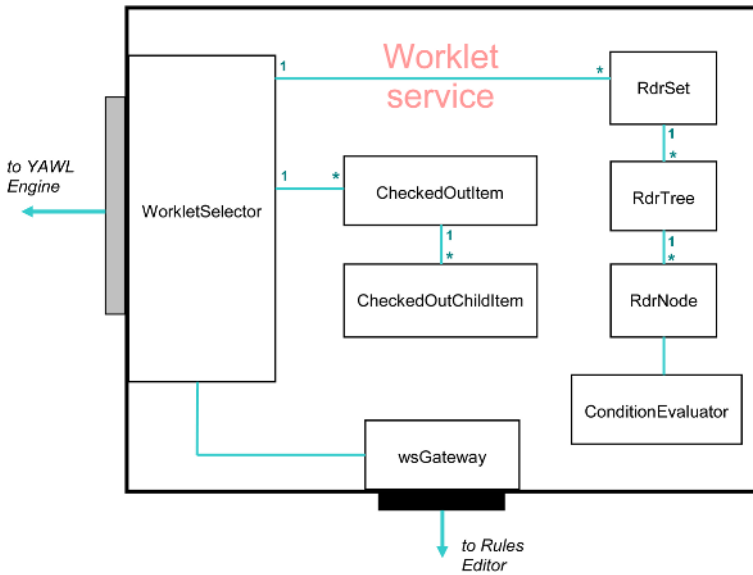 Worklet
service
1
*
RdrSet
1
*
to YAWL
Engine
WorkletSelector
1
*
CheckedOutItem
RdrTree
1
*
1
*
CheckedOutChildItem
RdrNode
ConditionEvaluator
wsGateway
to Rules
Editor